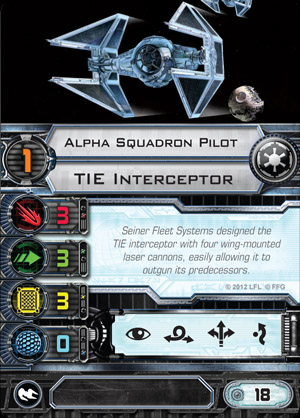 Alpha Squadron Pilot
1
TIE Interceptor
3
3
3
0
Seiner Fleet Systems designed the
TIE interceptor with four wing-mounted
laser cannons, easily allowing it to
outgun its predecessors.
© 2012 LFL © FFG
18